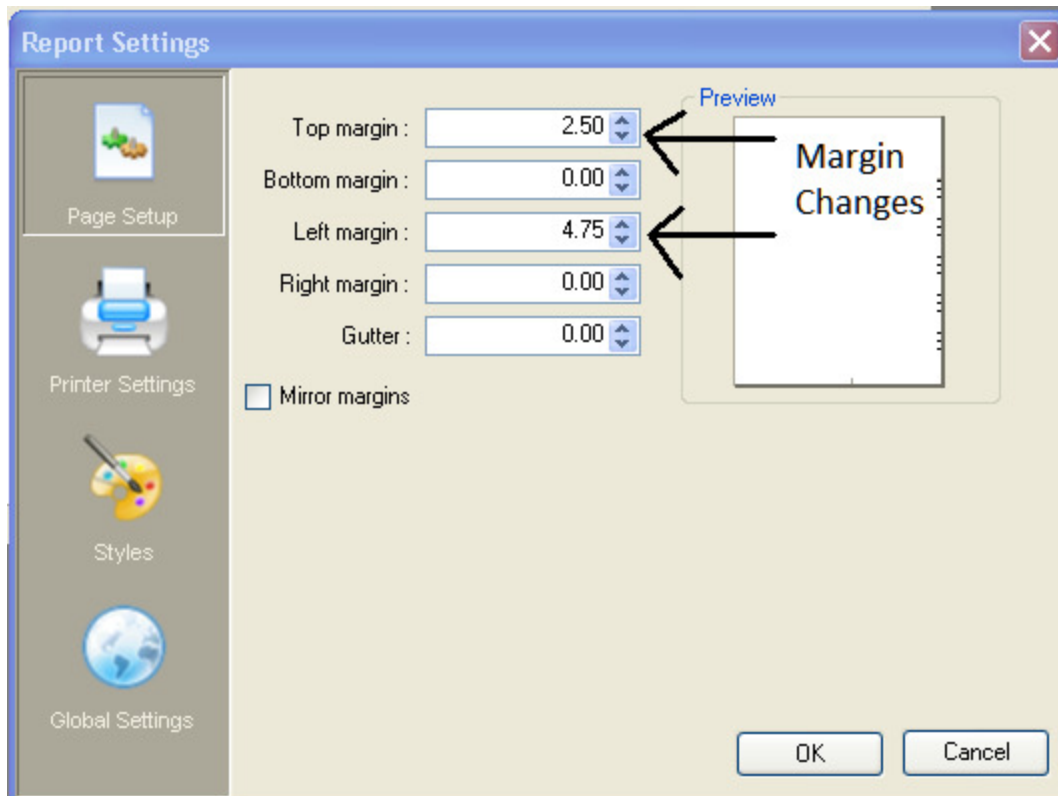 Report Settings
Page Setup
Printer Settings
Styles
Global Settings
Top margin : 2.50
Bottom margin : 0.00
Left margin : 4.75
Right margin : 0.00
Gutter : 0.00
Mirror margins
Preview
Margin
Changes
OK Cancel